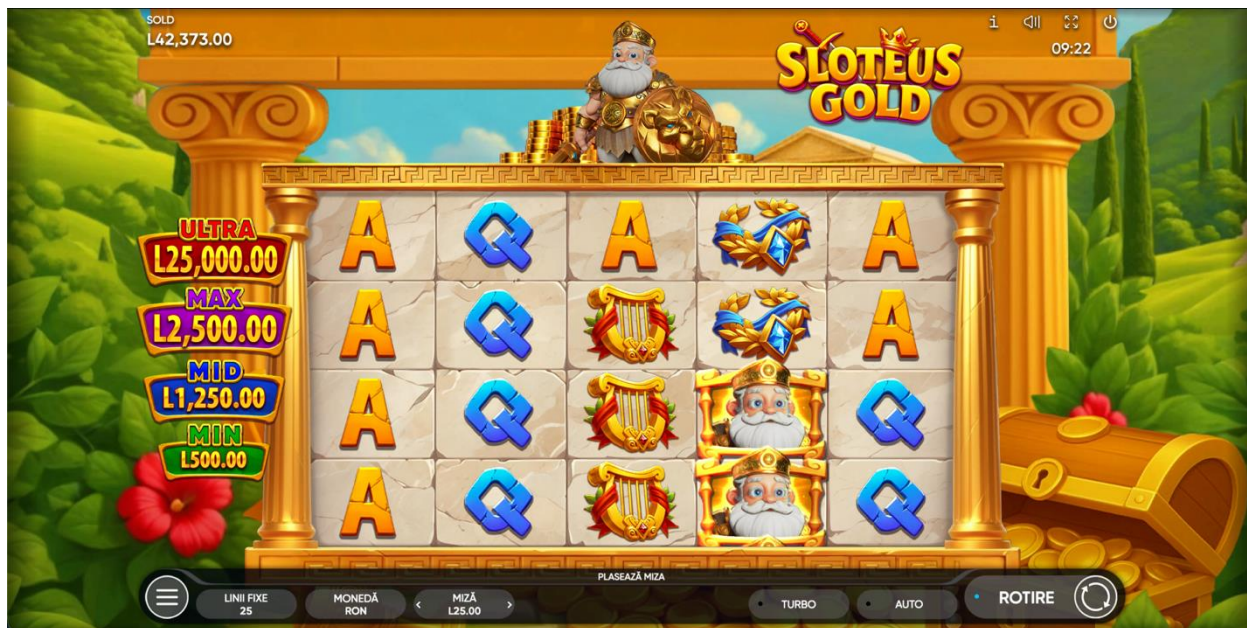 SOLD
L42,373.00
i
09:22
SLOTEUS
GOLD
ULTRA
L25,000.00
MAX
L2,500.00
MID
L1,250.00
MIN
L500.00
A Q A A
A Q A
A Q Q
A Q Q
PLASEAZĂ MIZA
LINII FIXE
25
MONEDĂ
RON
MIZĂ
L25.00
TURBO
AUTO
ROTIRE